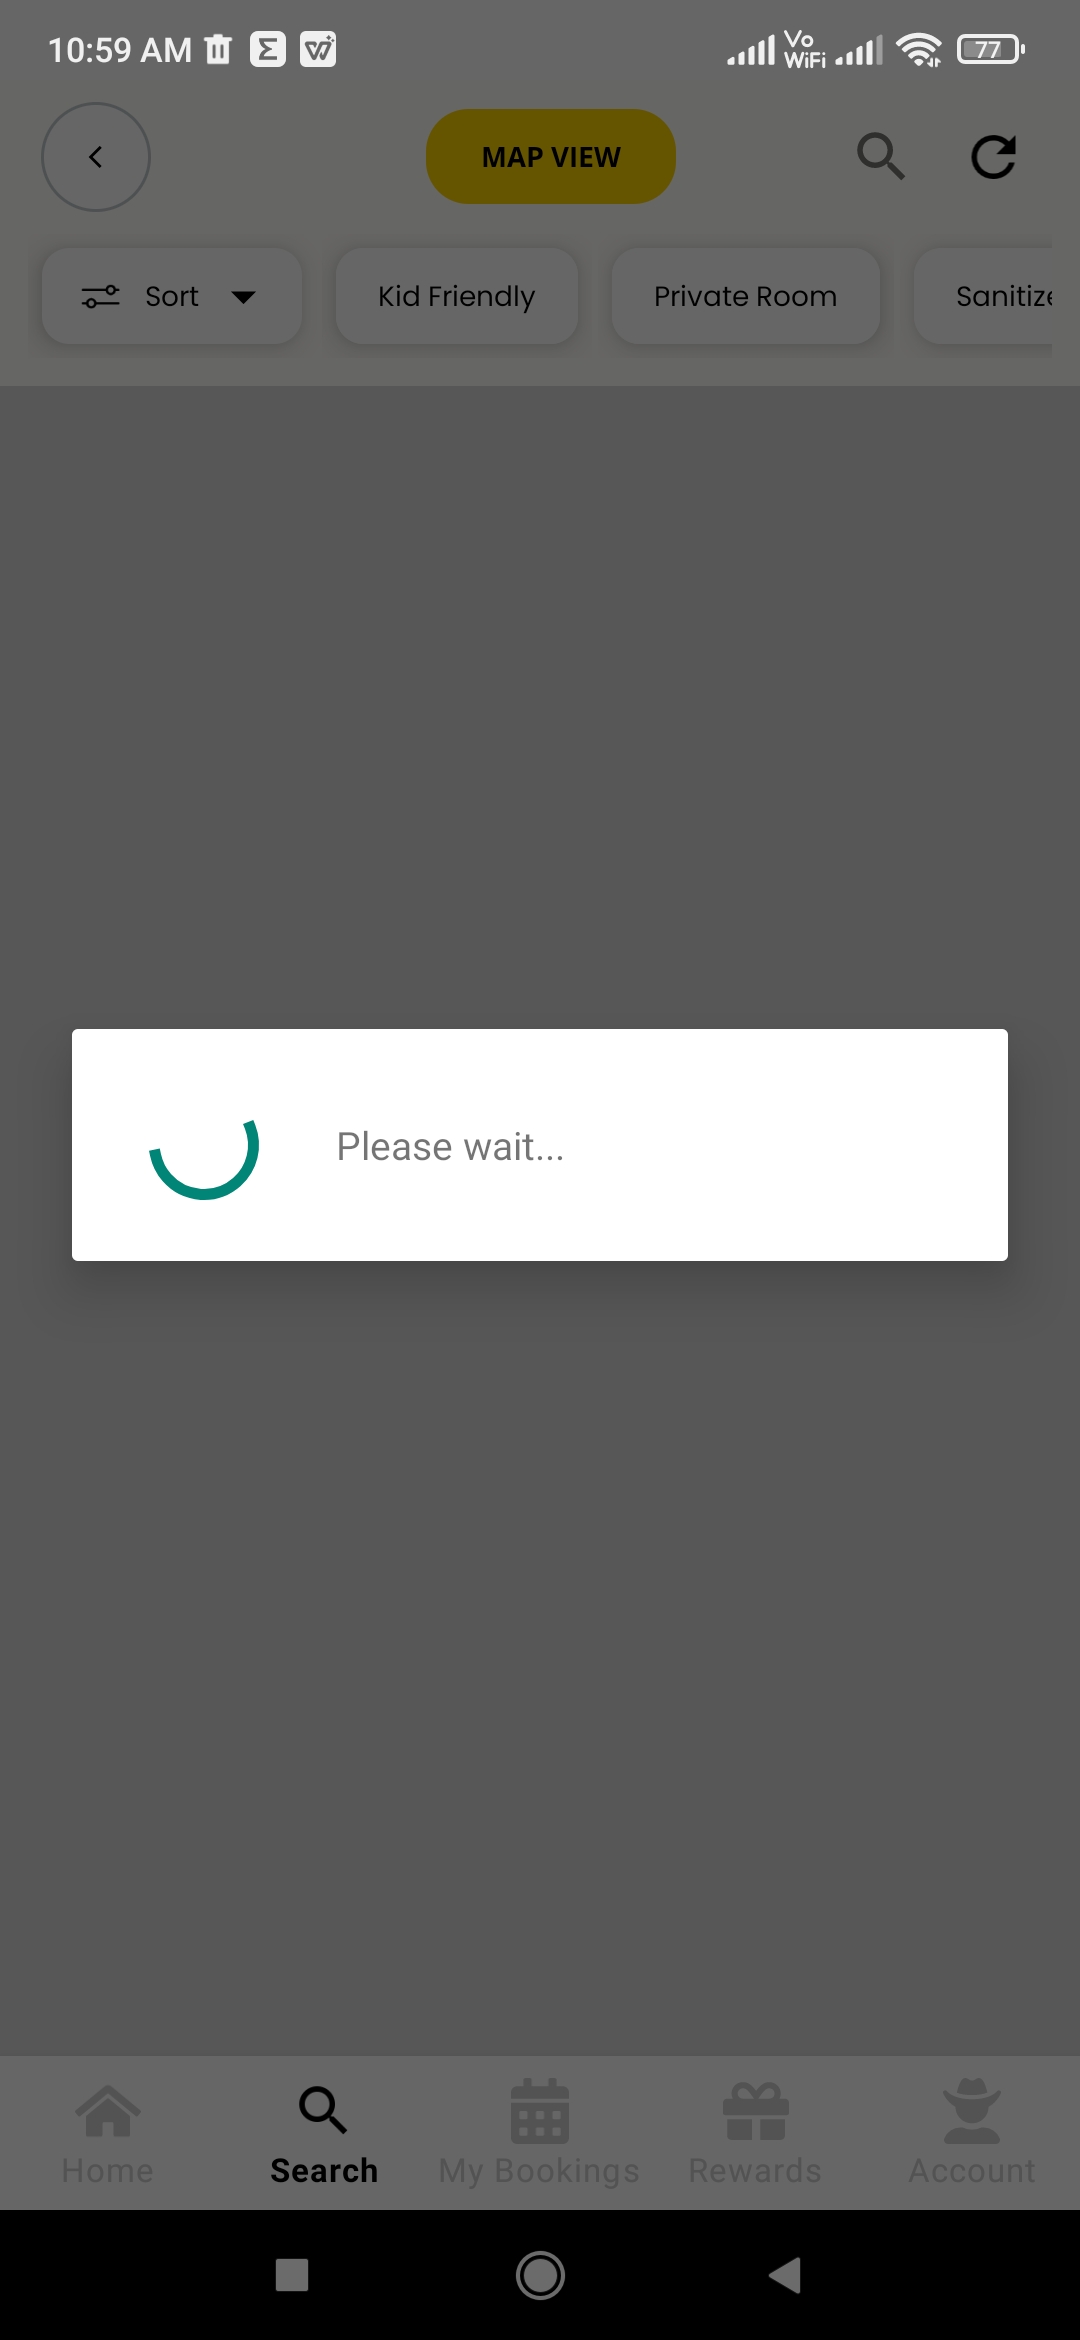 10:59 AM
Vo
WiFi
77
MAP VIEW
Sort
Kid Friendly
Private Room
Sanitize
Please wait...
Home
Search
My Bookings
Rewards
Account